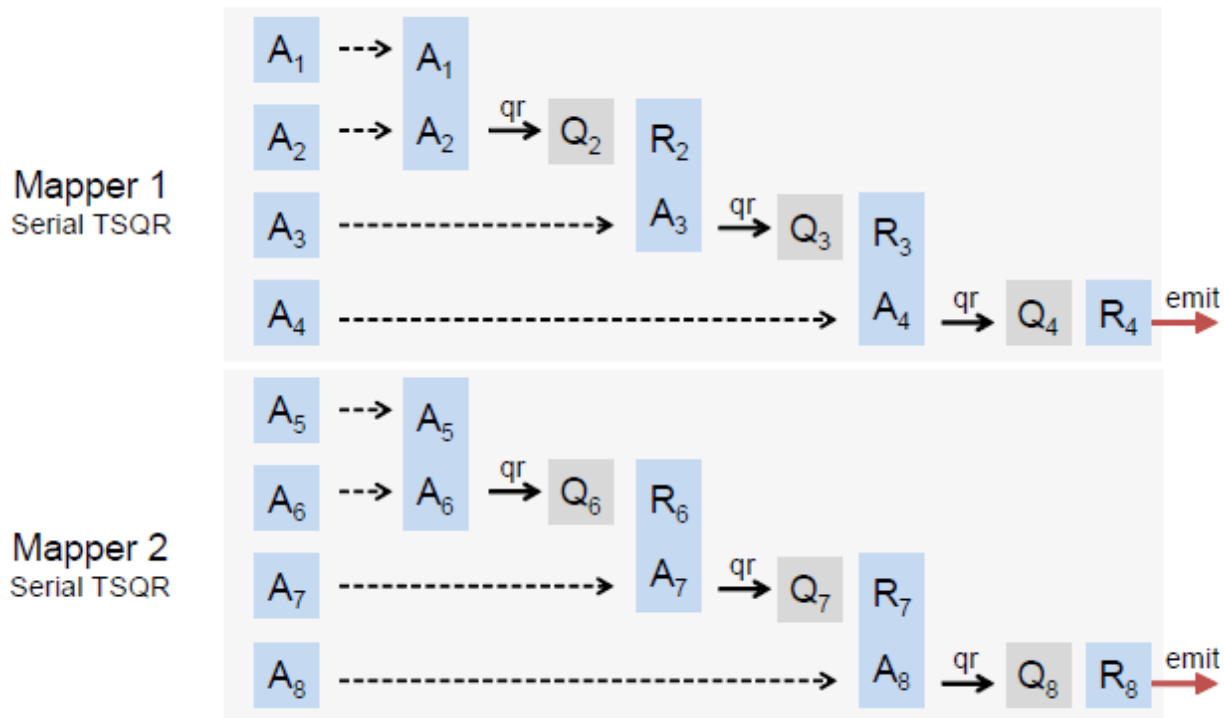 A₁ A₁
A₂ A₂ qr Q₂ R₂
Mapper 1
Serial TSQR
A₃ A₃ qr Q₃ R₃
A₄ A₄ qr Q₄ R₄ emit
A₅ A₅
A₆ A₆ qr Q₆ R₆
Mapper 2
Serial TSQR
A₇ A₇ qr Q₇ R₇
A₈ A₈ qr Q₈ R₈ emit